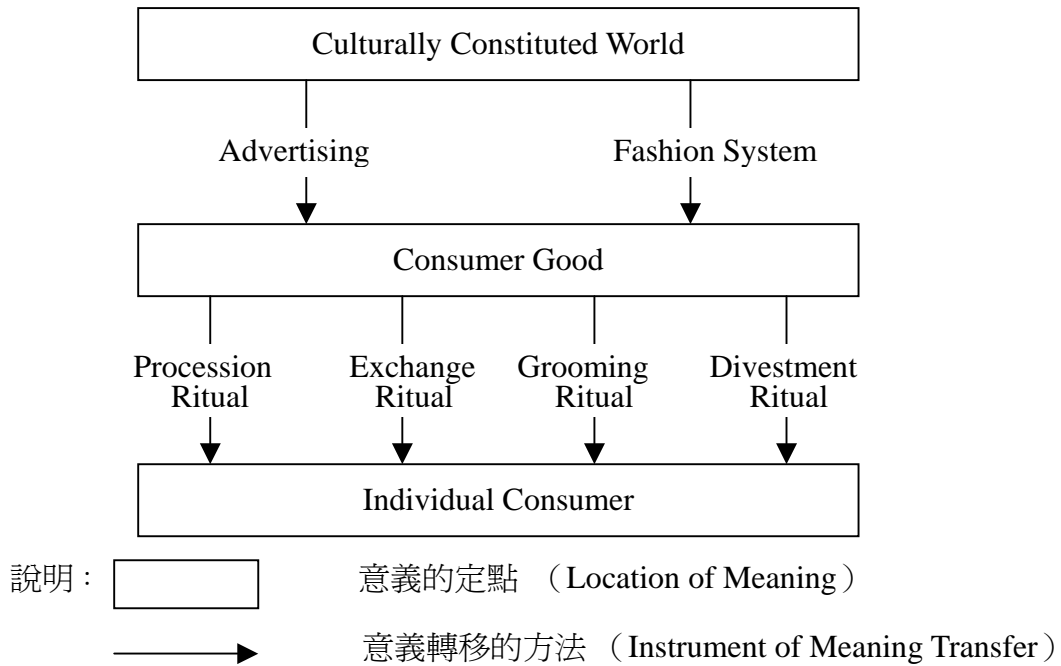 Culturally Constituted World
Advertising
Fashion System
Consumer Good
Procession
Ritual
Exchange
Ritual
Grooming
Ritual
Divestment
Ritual
Individual Consumer
說明：
意義的定點 （Location of Meaning）
意義轉移的方法 （Instrument of Meaning Transfer）